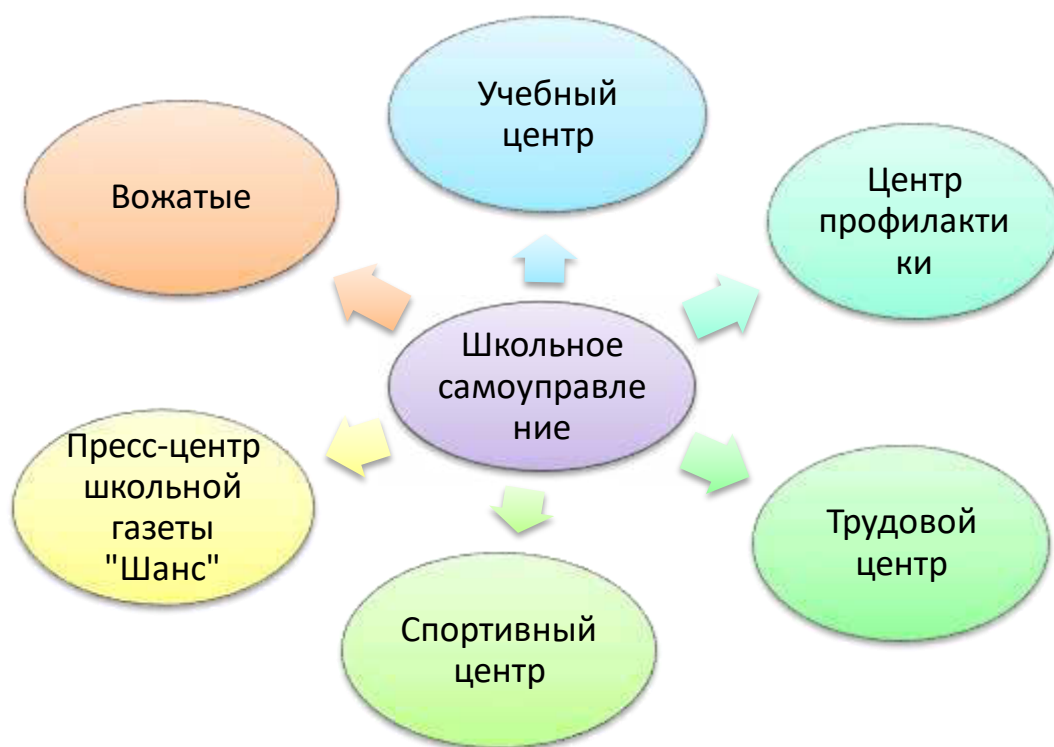 Учебный
центр
Вожатые
Центр
профилакти
ки
Школьное
самоуправле
ние
Пресс-центр
школьной
газеты
"Шанс"
Трудовой
центр
Спортивный
центр